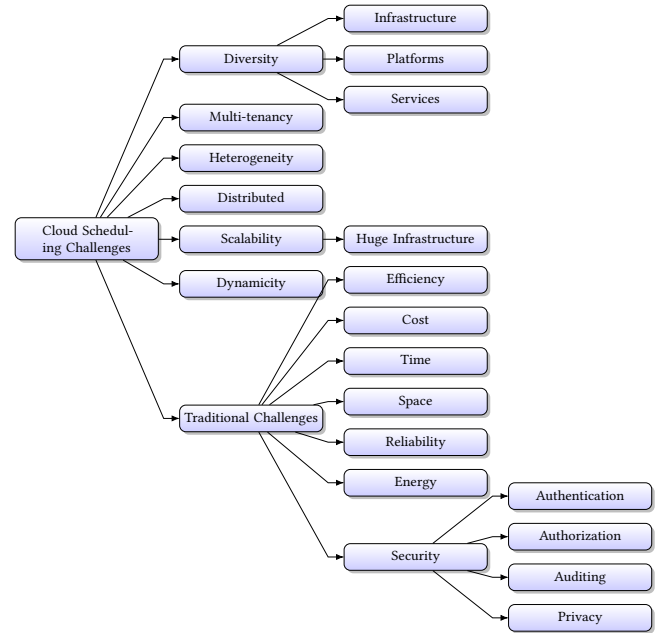 Infrastructure
Diversity
Platforms
Services
Multi-tenancy
Heterogeneity
Distributed
Cloud Schedul-
ing Challenges
Scalability
Huge Infrastructure
Dynamicity
Efficiency
Cost
Time
Space
Traditional Challenges
Reliability
Energy
Authentication
Authorization
Security
Auditing
Privacy